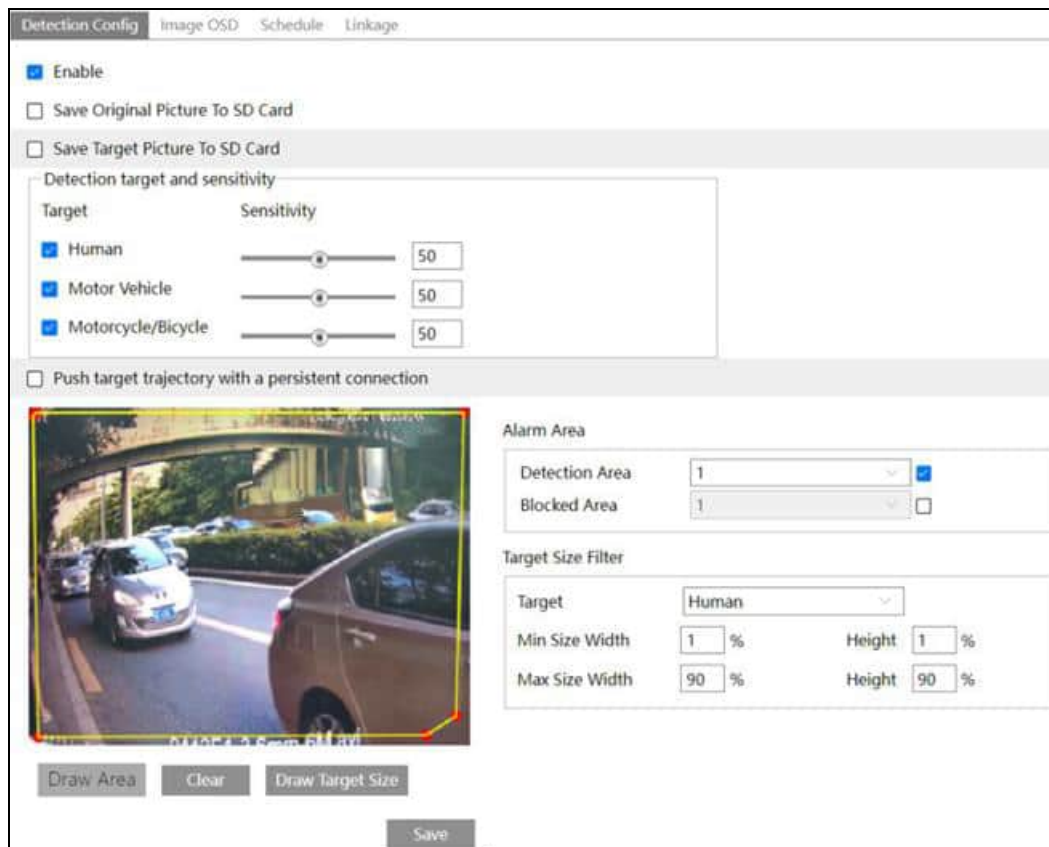 Detection Config Image OSD Schedule Linkage
Enable
Save Original Picture To SD Card
Save Target Picture To SD Card
Detection target and sensitivity
Target Sensitivity
Human 50
Motor Vehicle 50
Motorcycle/Bicycle 50
Push target trajectory with a persistent connection
Alarm Area
Detection Area 1
Blocked Area 1
Target Size Filter
Target Human
Min Size Width 1 % Height 1 %
Max Size Width 90 % Height 90 %
Draw Area Clear Draw Target Size
Save